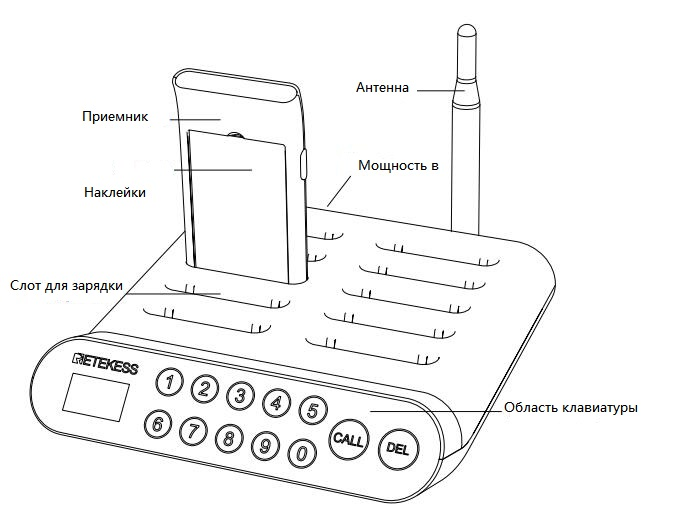 Антенна
Приемник
Мощность в
Наклейки
Слот для зарядки
RETEKESS
1 2 3 4 5
Область клавиатуры
6 7 8 9 0 CALL DEL